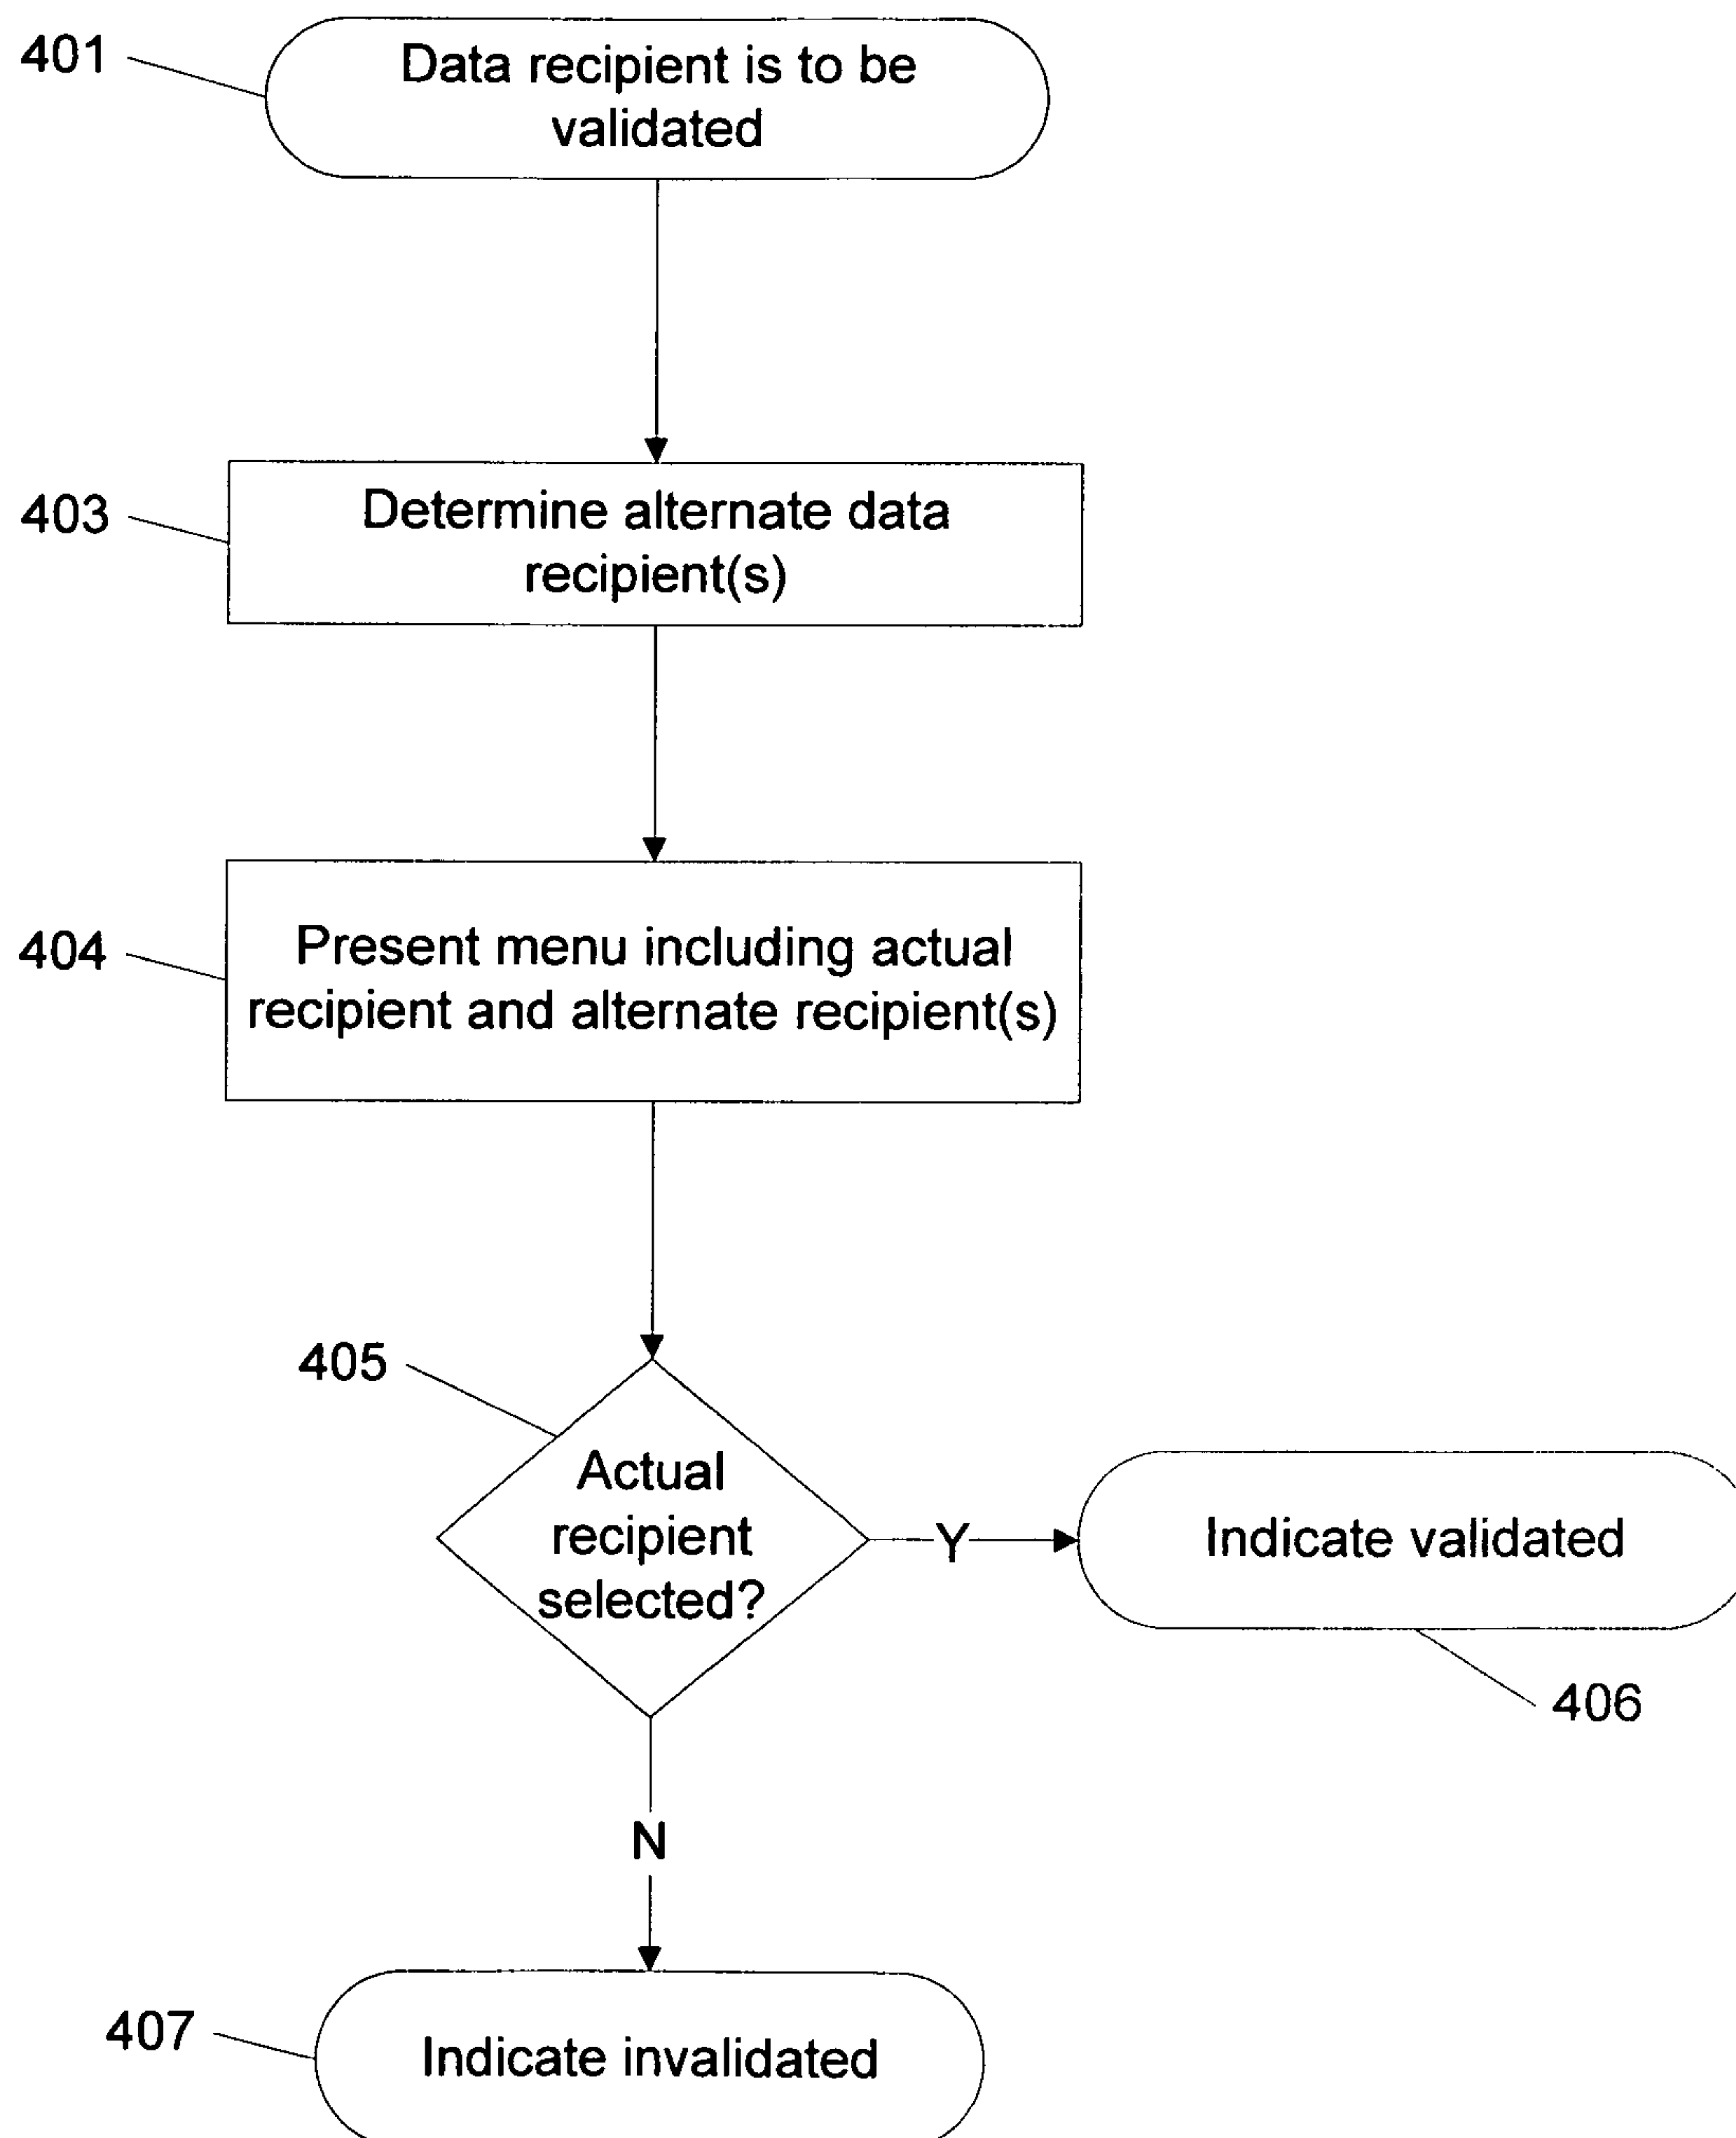 401
Data recipient is to be
validated
403
Determine alternate data
recipient(s)
404
Present menu including actual
recipient and alternate recipient(s)
405
Actual
recipient
selected?
Y
Indicate validated
406
N
407
Indicate invalidated